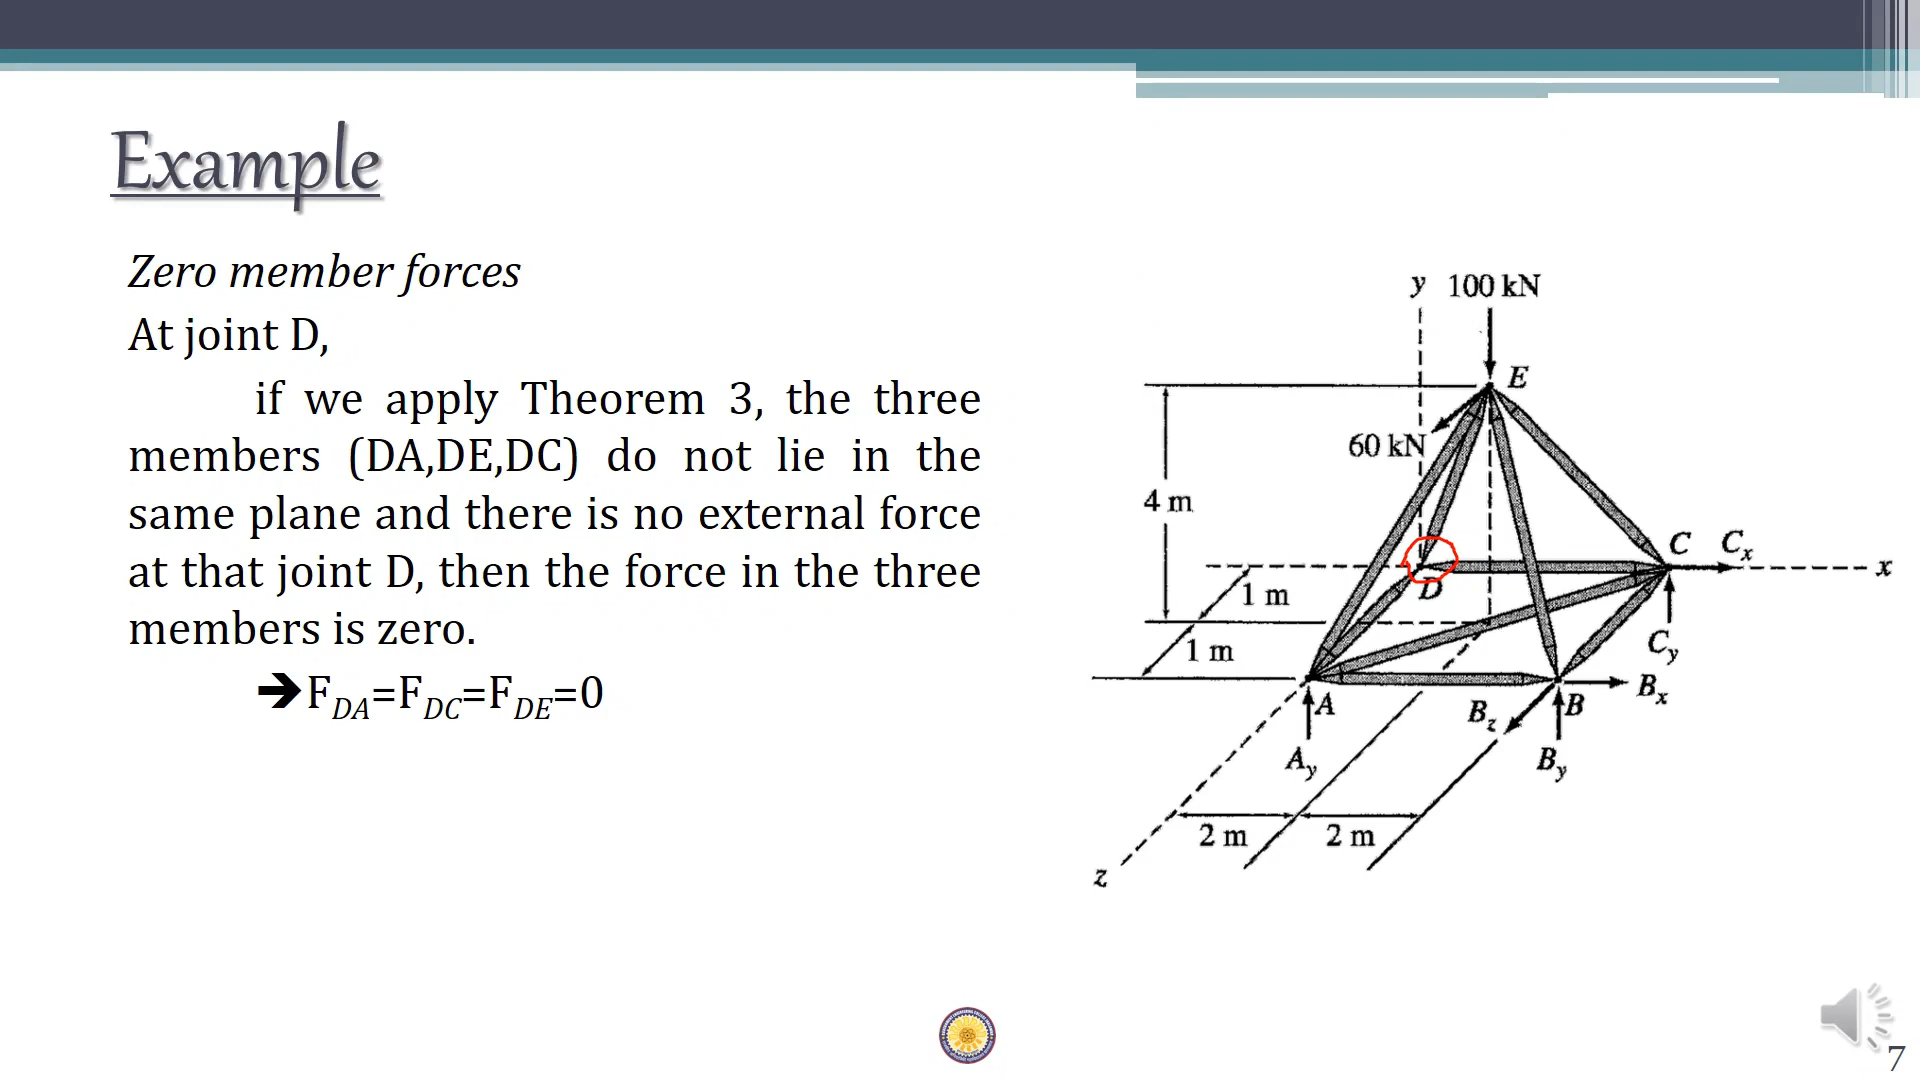 Example
Zero member forces
At joint D,
if we apply Theorem 3, the three
members (DA,DE,DC) do not lie in the
same plane and there is no external force
at that joint D, then the force in the three
members is zero.
➔F_DA=F_DC=F_DE=0
y 100 kN
E
60 kN
4 m
C C_x
x
D
1 m
C_y
1 m
B_x
A
B_z
B
A_y
B_y
2 m
2 m
z
7